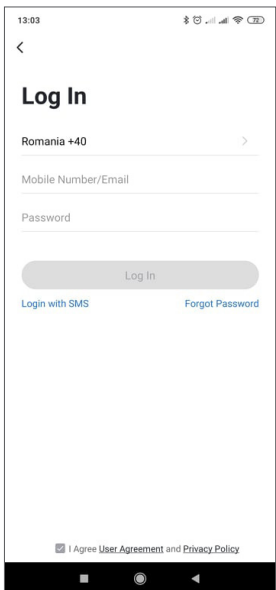 13:03
72
Log In
Romania +40
Mobile Number/Email
Password
Log In
Login with SMS Forgot Password
I Agree User Agreement and Privacy Policy